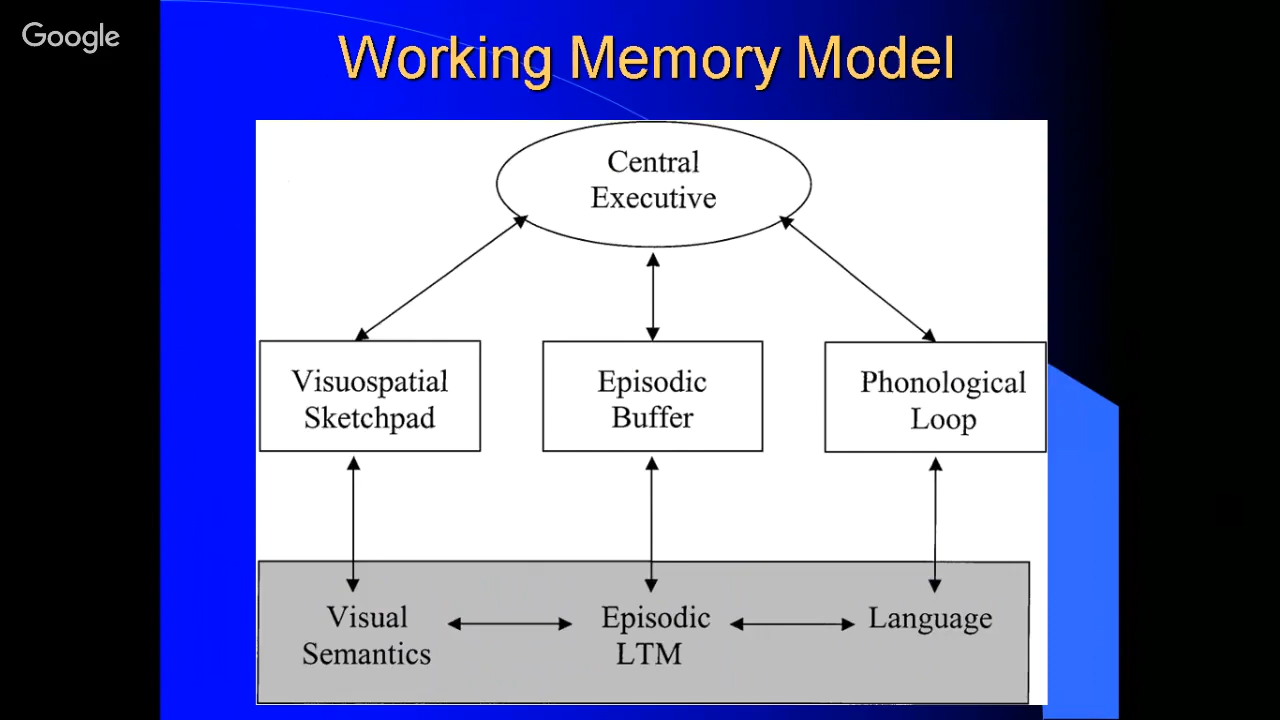 Google
Working Memory Model
Central
Executive
Visuospatial
Sketchpad
Episodic
Buffer
Phonological
Loop
Visual
Semantics
Episodic
LTM
Language